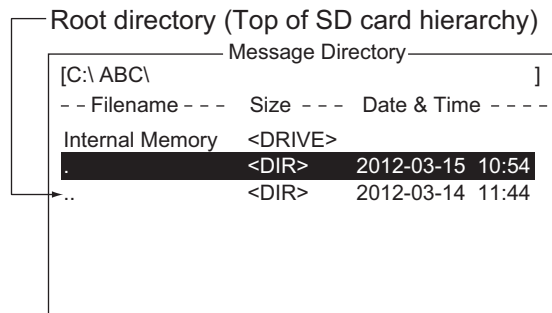 Root directory (Top of SD card hierarchy)
Message Directory
[C:\ ABC\ ]
- - Filename - - - Size - - - Date & Time - - - -
Internal Memory <DRIVE>
. <DIR> 2012-03-15 10:54
.. <DIR> 2012-03-14 11:44